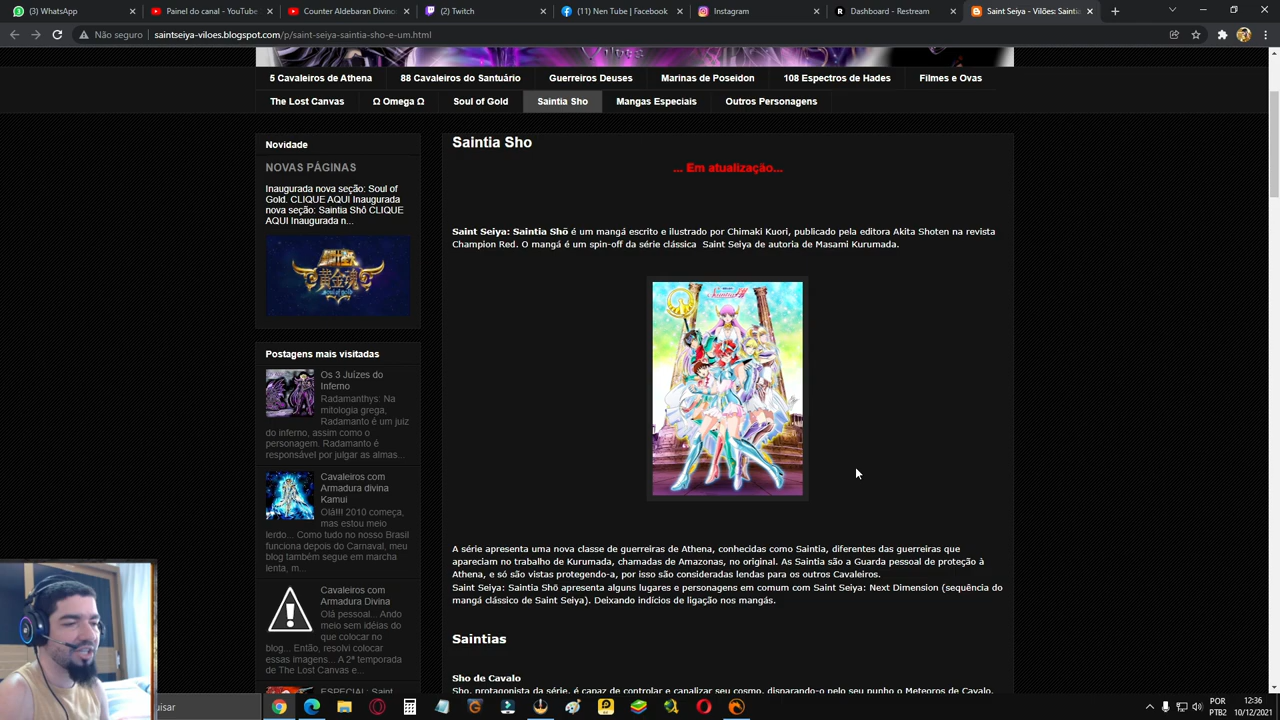 (3) WhatsApp
Painel do canal - YouTube
Counter Aldebaran Divino
(2) Twitch
(11) Nen Tube | Facebook
Instagram
Dashboard - Restream
Saint Seiya - Vilões: Saintia
Não seguro
saintseiya-viloes.blogspot.com/p/saint-seiya-saintia-sho-e-um.html
5 Cavaleiros de Athena
88 Cavaleiros do Santuário
Guerreiros Deuses
Marinas de Poseidon
108 Espectros de Hades
Filmes e Ovas
The Lost Canvas
Ω Omega Ω
Soul of Gold
Saintia Sho
Mangas Especiais
Outros Personagens
Novidade
NOVAS PÁGINAS
Inaugurada nova seção: Soul of
Gold. CLIQUE AQUI Inaugurada
nova seção: Saintia Shô CLIQUE
AQUI Inaugurada n...
黄金魂
Postagens mais visitadas
Os 3 Juízes do
Inferno
Radamanthys: Na
mitologia grega,
Radamanto é um juiz
do inferno, assim como o
personagem. Radamanto é
responsável por julgar as almas...
Cavaleiros com
Armadura divina
Kamui
Olá!!! 2010 começa,
mas estou meio
lerdo... Como tudo no nosso Brasil
funciona depois do Carnaval, meu
blog também segue em marcha
lenta, m...
Cavaleiros com
Armadura Divina
Olá pessoal... Ando
meio sem idéias do
que colocar no
blog... Então, resolvi colocar
essas imagens... A 2ª temporada
de The Lost Canvas e...
ESPECIAL: Saint
Saintia Sho
... Em atualização...
Saint Seiya: Saintia Shō é um mangá escrito e ilustrado por Chimaki Kuori, publicado pela editora Akita Shoten na revista
Champion Red. O mangá é um spin-off da série clássica Saint Seiya de autoria de Masami Kurumada.
A série apresenta uma nova classe de guerreiras de Athena, conhecidas como Saintia, diferentes das guerreiras que
apareciam no trabalho de Kurumada, chamadas de Amazonas, no original. As Saintia são a Guarda pessoal de proteção à
Athena, e só são vistas protegendo-a, por isso são consideradas lendas para os outros Cavaleiros.
Saint Seiya: Saintia Shō apresenta alguns lugares e personagens em comum com Saint Seiya: Next Dimension (sequência do
mangá clássico de Saint Seiya). Deixando indícios de ligação nos mangás.
Saintias
Sho de Cavalo
Sho, protagonista da série, é capaz de controlar e canalizar seu cosmo, disparando-o pelo seu punho o Meteoros de Cavalo,
uisar
POR
PTB2
12:36
10/12/2021